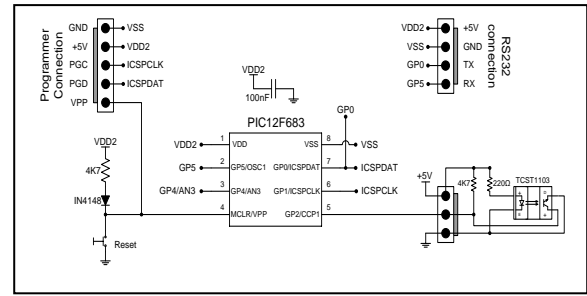 Programmer
Connection
GND
VSS
+5V
VDD2
PGC
ICSPCLK
PGD
ICSPDAT
VPP
VDD2
4K7
IN4148
Reset
VDD2
100nF
GP0
PIC12F683
VDD2
1
VDD
VSS
8
VSS
GP5
2
GP5/OSC1
GP0/ICSPDAT
7
ICSPDAT
GP4/AN3
3
GP4/AN3
GP1/ICSPCLK
6
ICSPCLK
4
MCLR/VPP
GP2/CCP1
5
VDD2
+5V
VSS
GND
GP0
TX
GP5
RX
RS232
connection
+5V
4K7
220Ω
TCST1103